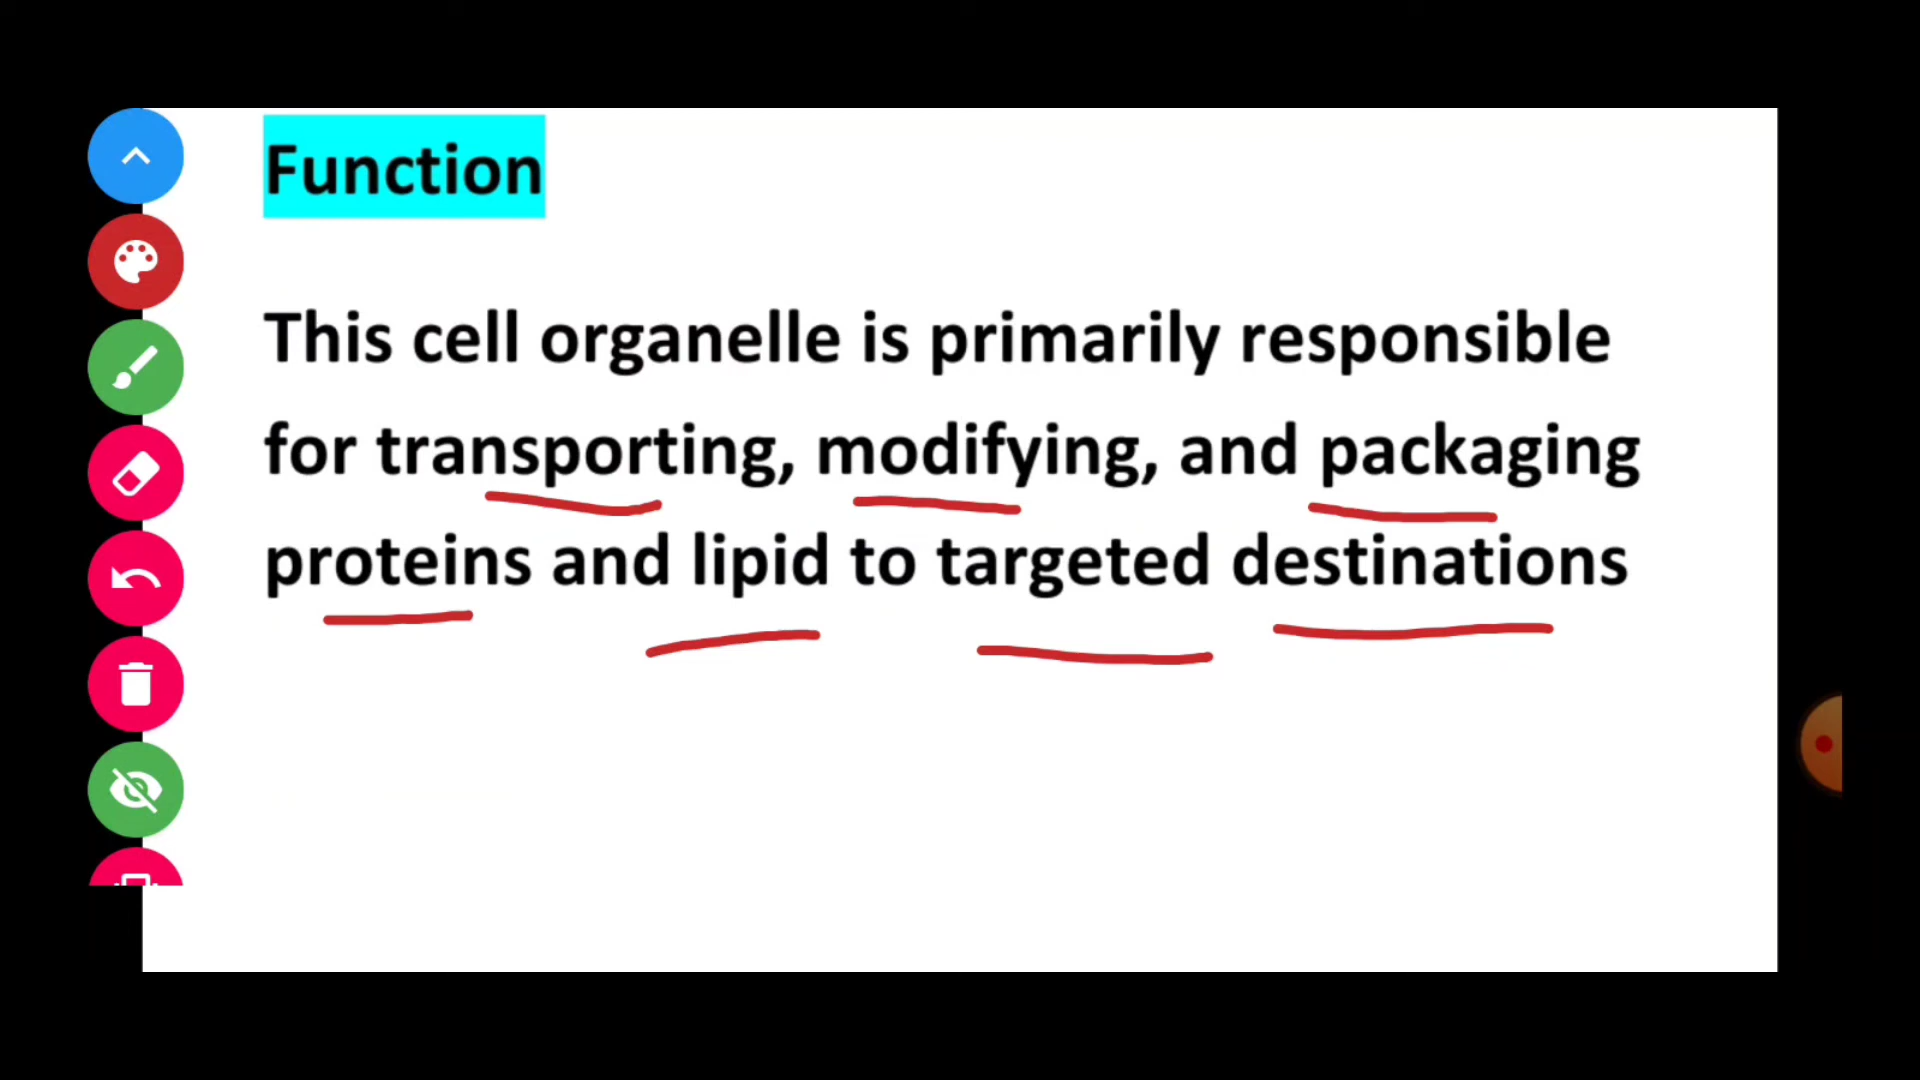 Function
This cell organelle is primarily responsible
for transporting, modifying, and packaging
proteins and lipid to targeted destinations